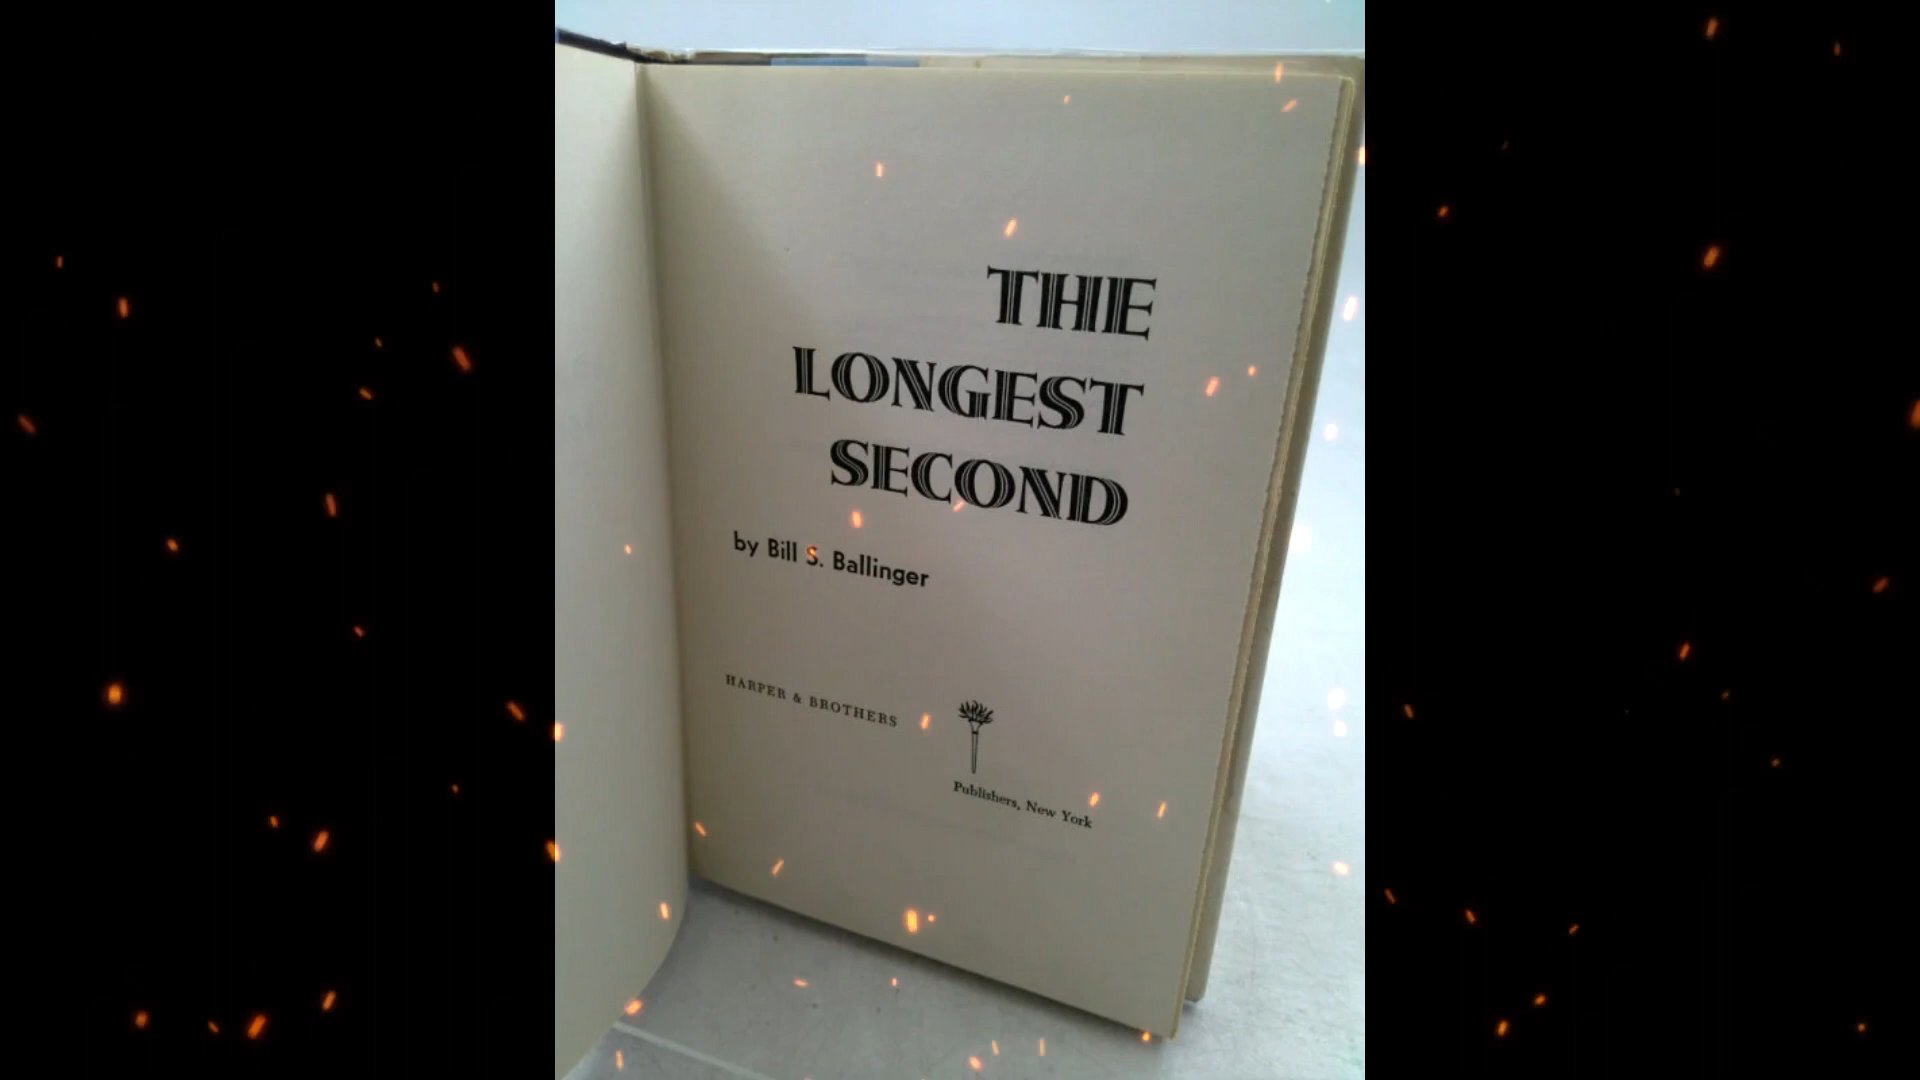 THE
LONGEST
SECOND
by Bill S. Ballinger
HARPER & BROTHERS
Publishers, New York